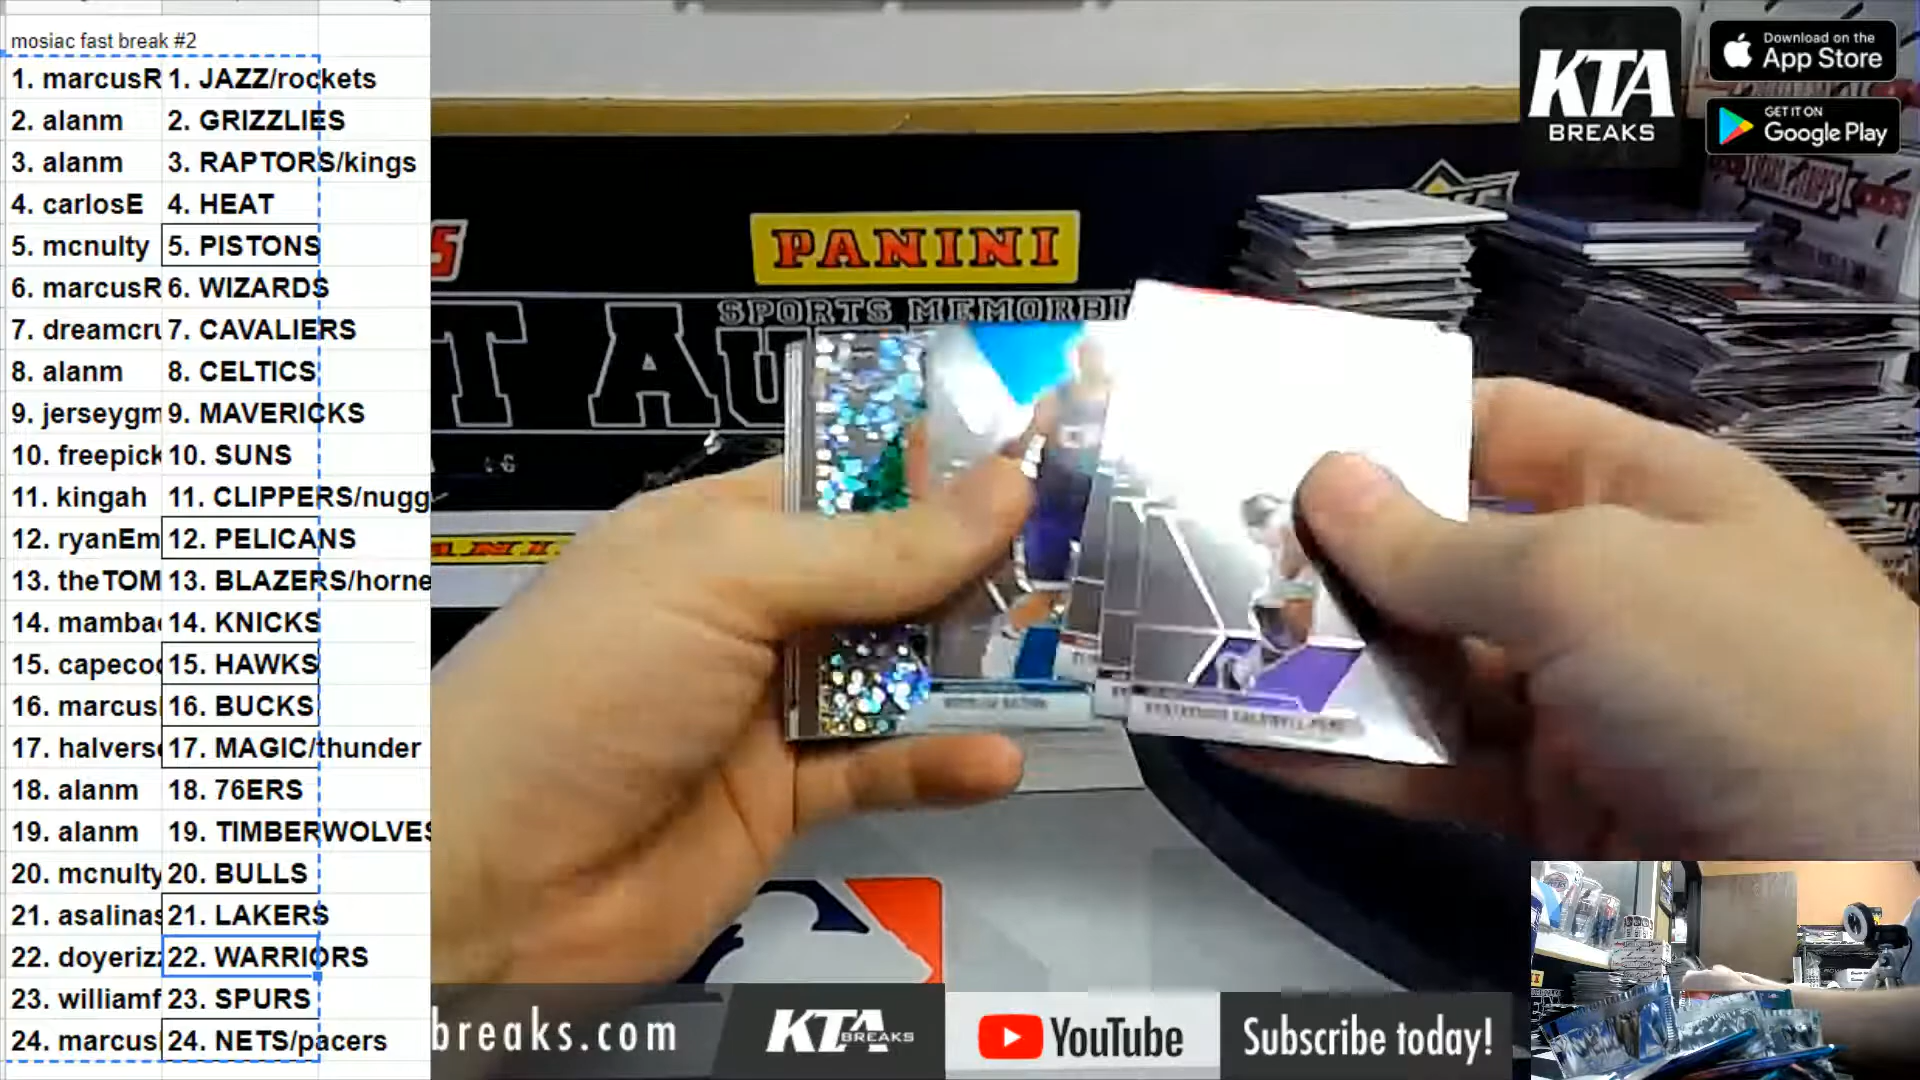 mosiac fast break #2
1. marcusR 1. JAZZ/rockets
2. alanm 2. GRIZZLIES
3. alanm 3. RAPTORS/kings
4. carlosE 4. HEAT
5. mcnulty 5. PISTONS
6. marcusR 6. WIZARDS
7. dreamcru 7. CAVALIERS
8. alanm 8. CELTICS
9. jerseygm 9. MAVERICKS
10. freepick 10. SUNS
11. kingah 11. CLIPPERS/nugg
12. ryanEm 12. PELICANS
13. theTOM 13. BLAZERS/horne
14. mamba 14. KNICKS
15. capecod 15. HAWKS
16. marcus 16. BUCKS
17. halvers 17. MAGIC/thunder
18. alanm 18. 76ERS
19. alanm 19. TIMBERWOLVES
20. mcnulty 20. BULLS
21. asalinas 21. LAKERS
22. doyeriz 22. WARRIORS
23. williamf 23. SPURS
24. marcus 24. NETS/pacers
KTA
BREAKS
Download on the
App Store
GET IT ON
Google Play
PANINI
SPORTS MEMORBI
T AU
breaks.com
KTA BREAKS
YouTube
Subscribe today!